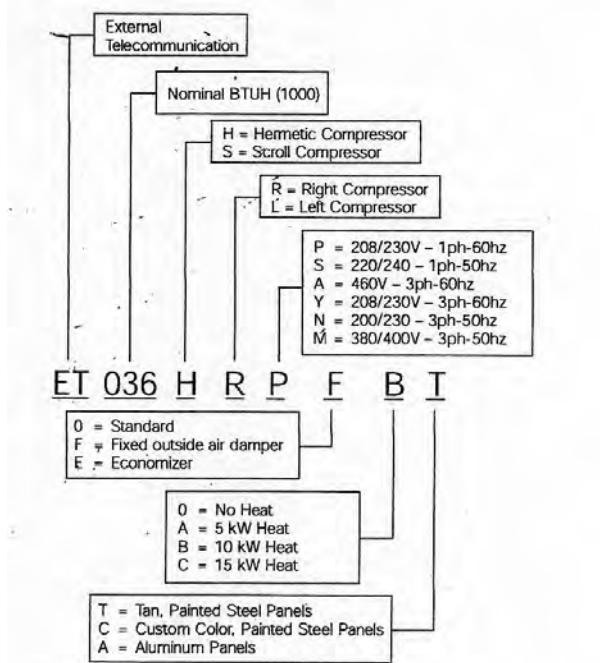 External
Telecommunication
Nominal BTUH (1000)
H = Hermetic Compressor
S = Scroll Compressor
R = Right Compressor
L = Left Compressor
P = 208/230V – 1ph-60hz
S = 220/240 – 1ph-50hz
A = 460V – 3ph-60hz
Y = 208/230V – 3ph-60hz
N = 200/230 – 3ph-50hz
M = 380/400V – 3ph-50hz
ET 036 H R P F B T
0 = Standard
F = Fixed outside air damper
E = Economizer
0 = No Heat
A = 5 kW Heat
B = 10 kW Heat
C = 15 kW Heat
T = Tan, Painted Steel Panels
C = Custom Color, Painted Steel Panels
A = Aluminum Panels